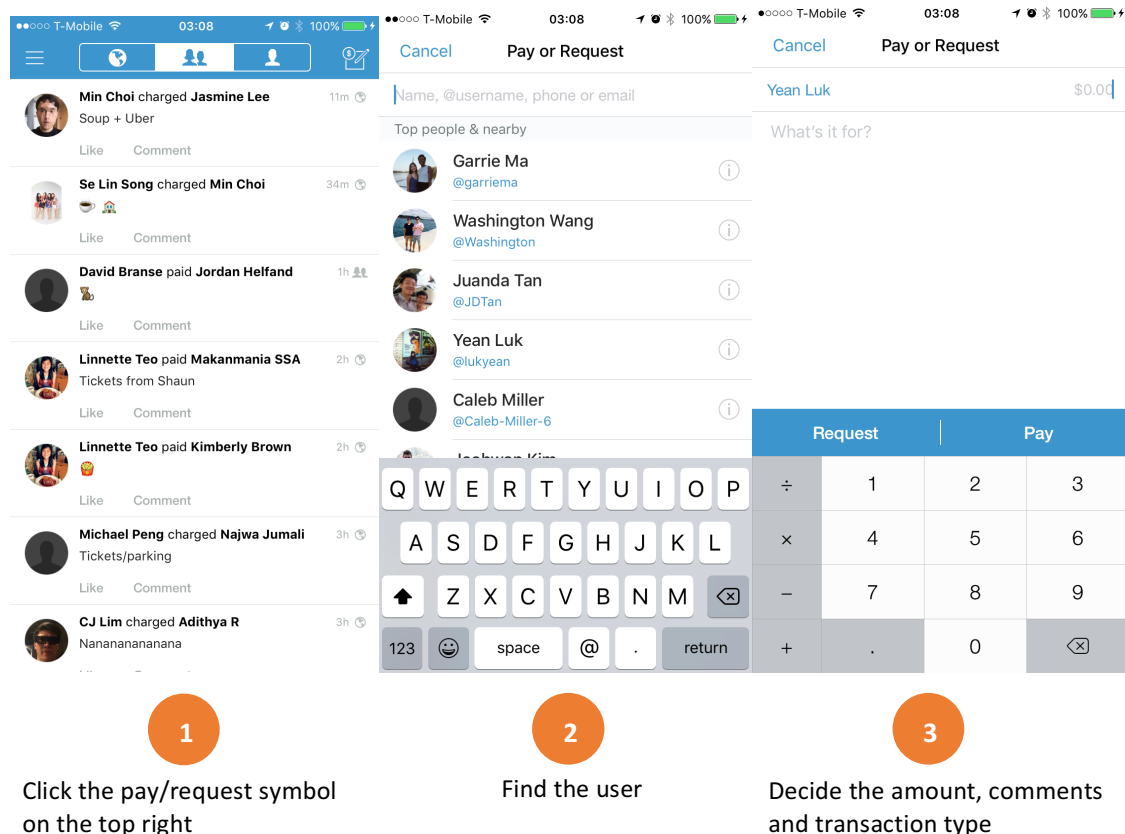 T-Mobile 03:08 100%
$
Min Choi charged Jasmine Lee 11m
Soup + Uber
Like Comment
Se Lin Song charged Min Choi 34m
Like Comment
David Branse paid Jordan Helfand 1h
Like Comment
Linnette Teo paid Makanmania SSA 2h
Tickets from Shaun
Like Comment
Linnette Teo paid Kimberly Brown 2h
Like Comment
Michael Peng charged Najwa Jumali 3h
Tickets/parking
Like Comment
CJ Lim charged Adithya R 3h
Nanananananana
T-Mobile 03:08 100%
Cancel Pay or Request
Name, @username, phone or email
Top people & nearby
Garrie Ma
@garriema
Washington Wang
@Washington
Juanda Tan
@JDTan
Yean Luk
@lukyean
Caleb Miller
@Caleb-Miller-6
Q W E R T Y U I O P
A S D F G H J K L
Z X C V B N M
123 space @ . return
T-Mobile 03:08 100%
Cancel Pay or Request
Yean Luk $0.00
What's it for?
Request Pay
÷ 1 2 3
× 4 5 6
− 7 8 9
+ . 0
1
Click the pay/request symbol
on the top right
2
Find the user
3
Decide the amount, comments
and transaction type